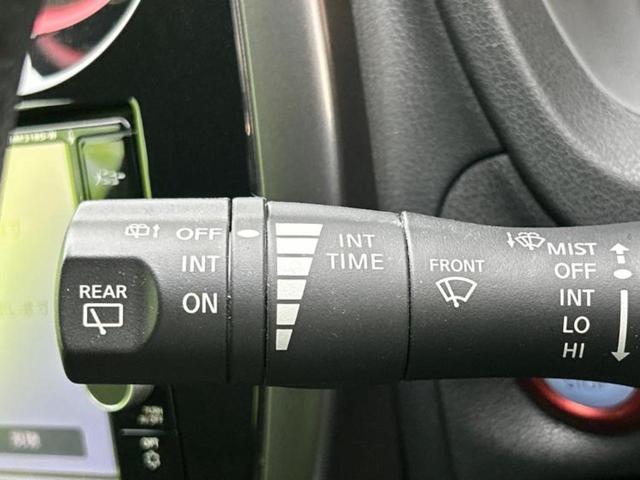 OFF
INT
ON
REAR
INT
TIME
FRONT
MIST
OFF
INT
LO
HI